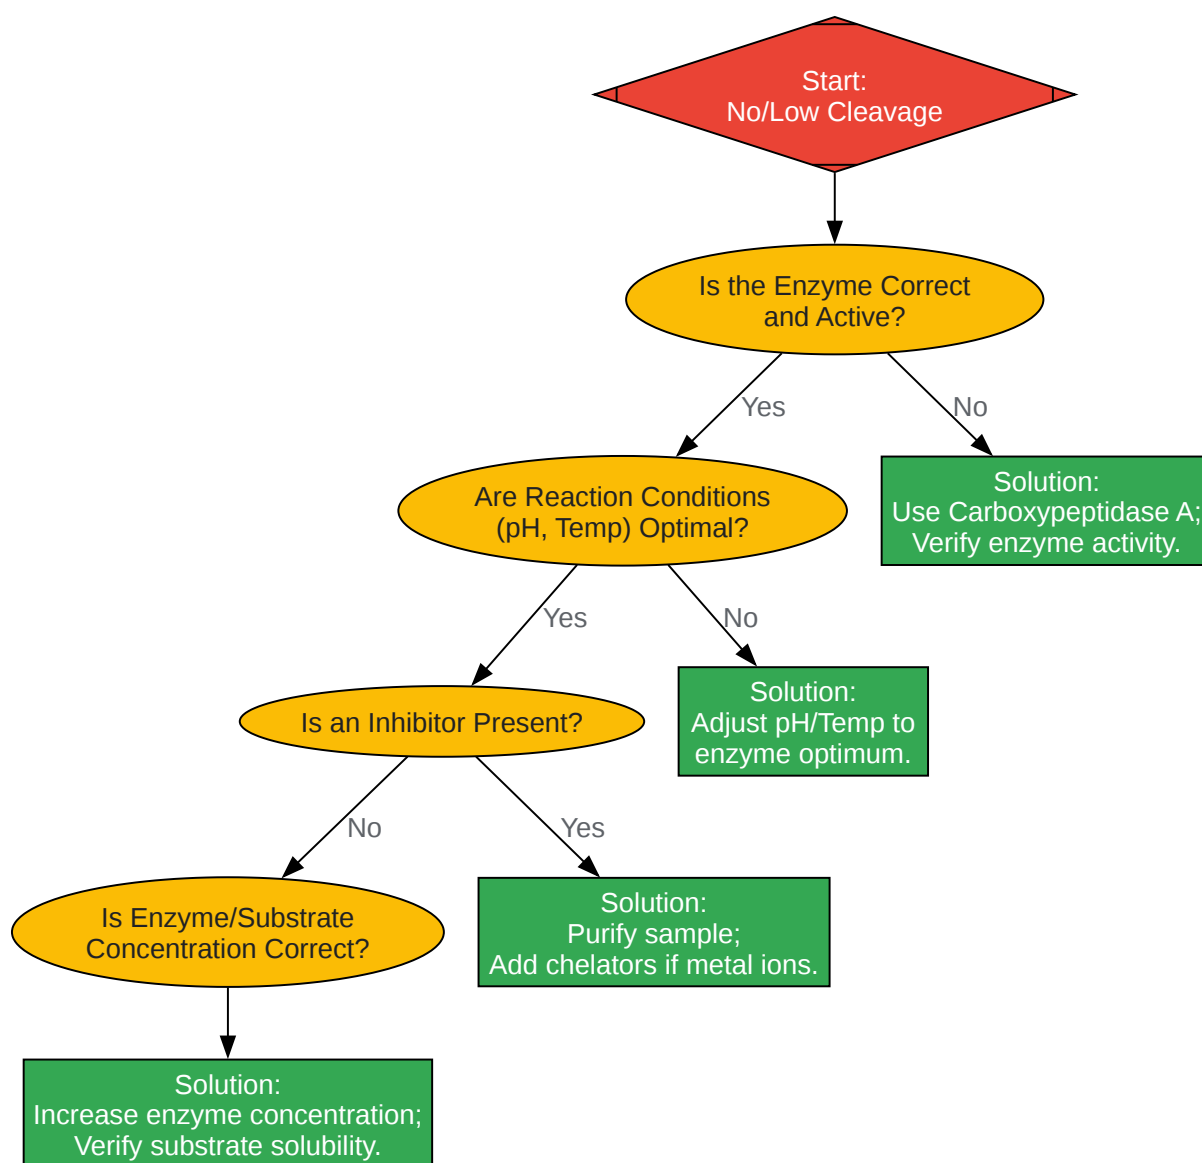 Start:
No/Low Cleavage
Is the Enzyme Correct
and Active?
Yes
No
Are Reaction Conditions
(pH, Temp) Optimal?
Solution:
Use Carboxypeptidase A;
Verify enzyme activity.
Yes
No
Is an Inhibitor Present?
Solution:
Adjust pH/Temp to
enzyme optimum.
No
Yes
Is Enzyme/Substrate
Concentration Correct?
Solution:
Purify sample;
Add chelators if metal ions.
Solution:
Increase enzyme concentration;
Verify substrate solubility.